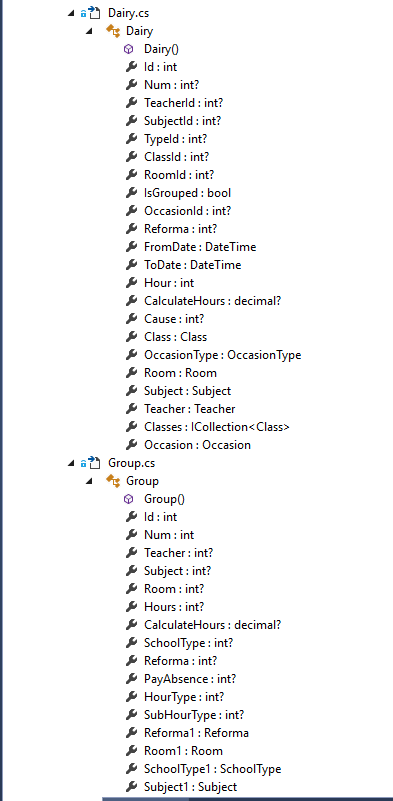 Dairy.cs
Dairy
Dairy()
Id : int
Num : int?
TeacherId : int?
SubjectId : int?
TypeId : int?
ClassId : int?
RoomId : int?
IsGrouped : bool
OccasionId : int?
Reforma : int?
FromDate : DateTime
ToDate : DateTime
Hour : int
CalculateHours : decimal?
Cause : int?
Class : Class
OccasionType : OccasionType
Room : Room
Subject : Subject
Teacher : Teacher
Classes : ICollection<Class>
Occasion : Occasion
Group.cs
Group
Group()
Id : int
Num : int
Teacher : int?
Subject : int?
Room : int?
Hours : int?
CalculateHours : decimal?
SchoolType : int?
Reforma : int?
PayAbsence : int?
HourType : int?
SubHourType : int?
Reforma1 : Reforma
Room1 : Room
SchoolType1 : SchoolType
Subject1 : Subject